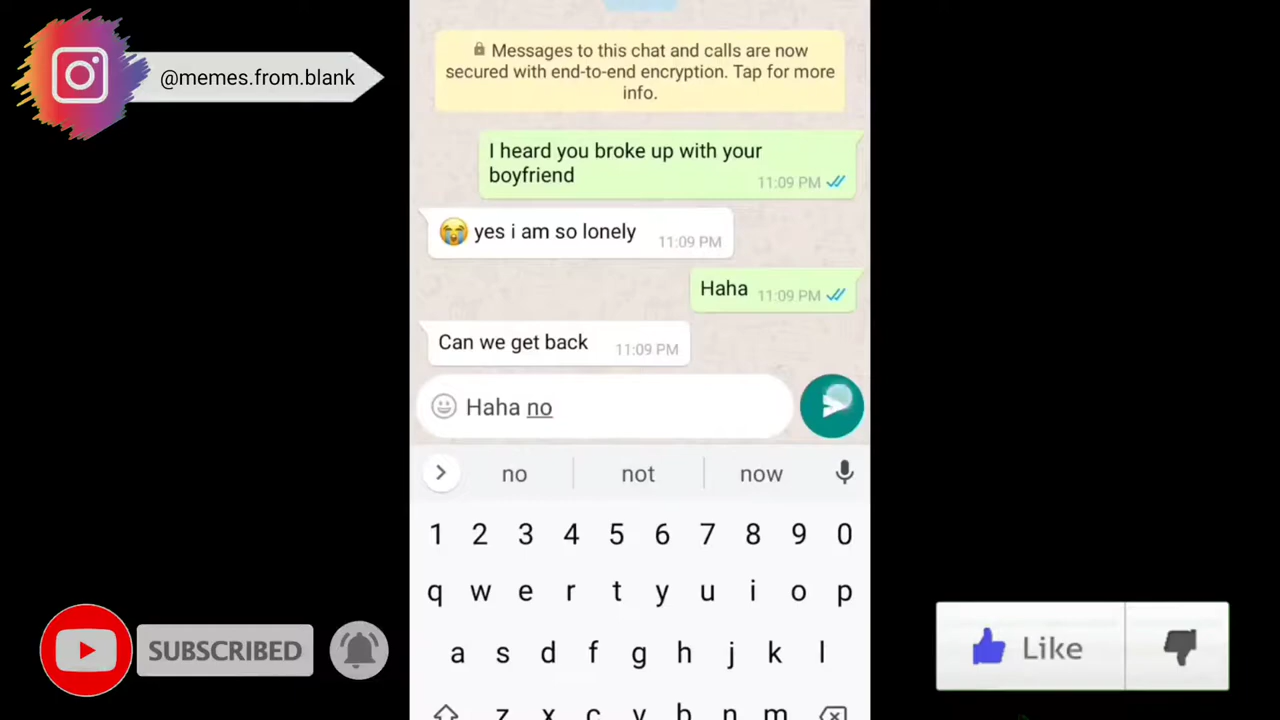 @memes.from.blank
Messages to this chat and calls are now
secured with end-to-end encryption. Tap for more
info.
I heard you broke up with your
boyfriend
11:09 PM
😭 yes i am so lonely 11:09 PM
Haha 11:09 PM
Can we get back 11:09 PM
Haha no
no not now
1 2 3 4 5 6 7 8 9 0
q w e r t y u i o p
a s d f g h j k l
z x c v b n m
SUBSCRIBED
Like